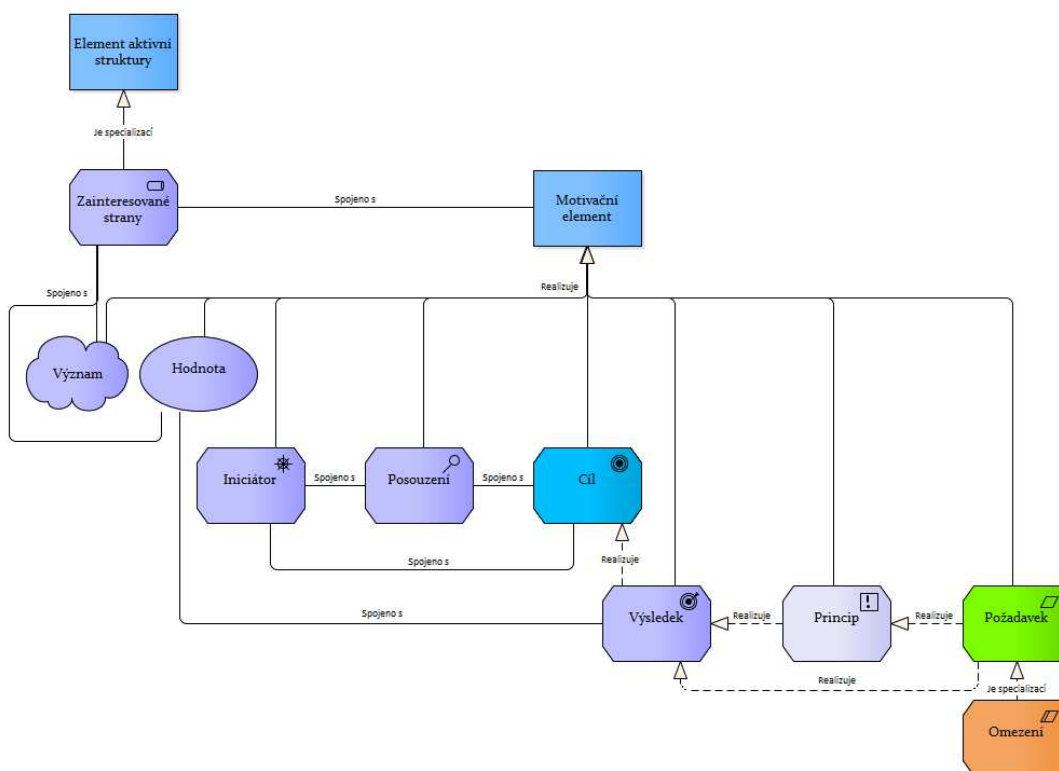 Element aktivní
struktury
Je specializací
Zainteresované
strany
Spojeno s
Motivační
element
Spojeno s
Realizuje
Význam
Hodnota
Iniciátor
Spojeno s
Posouzení
Spojeno s
Cíl
Spojeno s
Realizuje
Spojeno s
Výsledek
Realizuje
Princip
Realizuje
Požadavek
Realizuje
Je specializací
Omezení